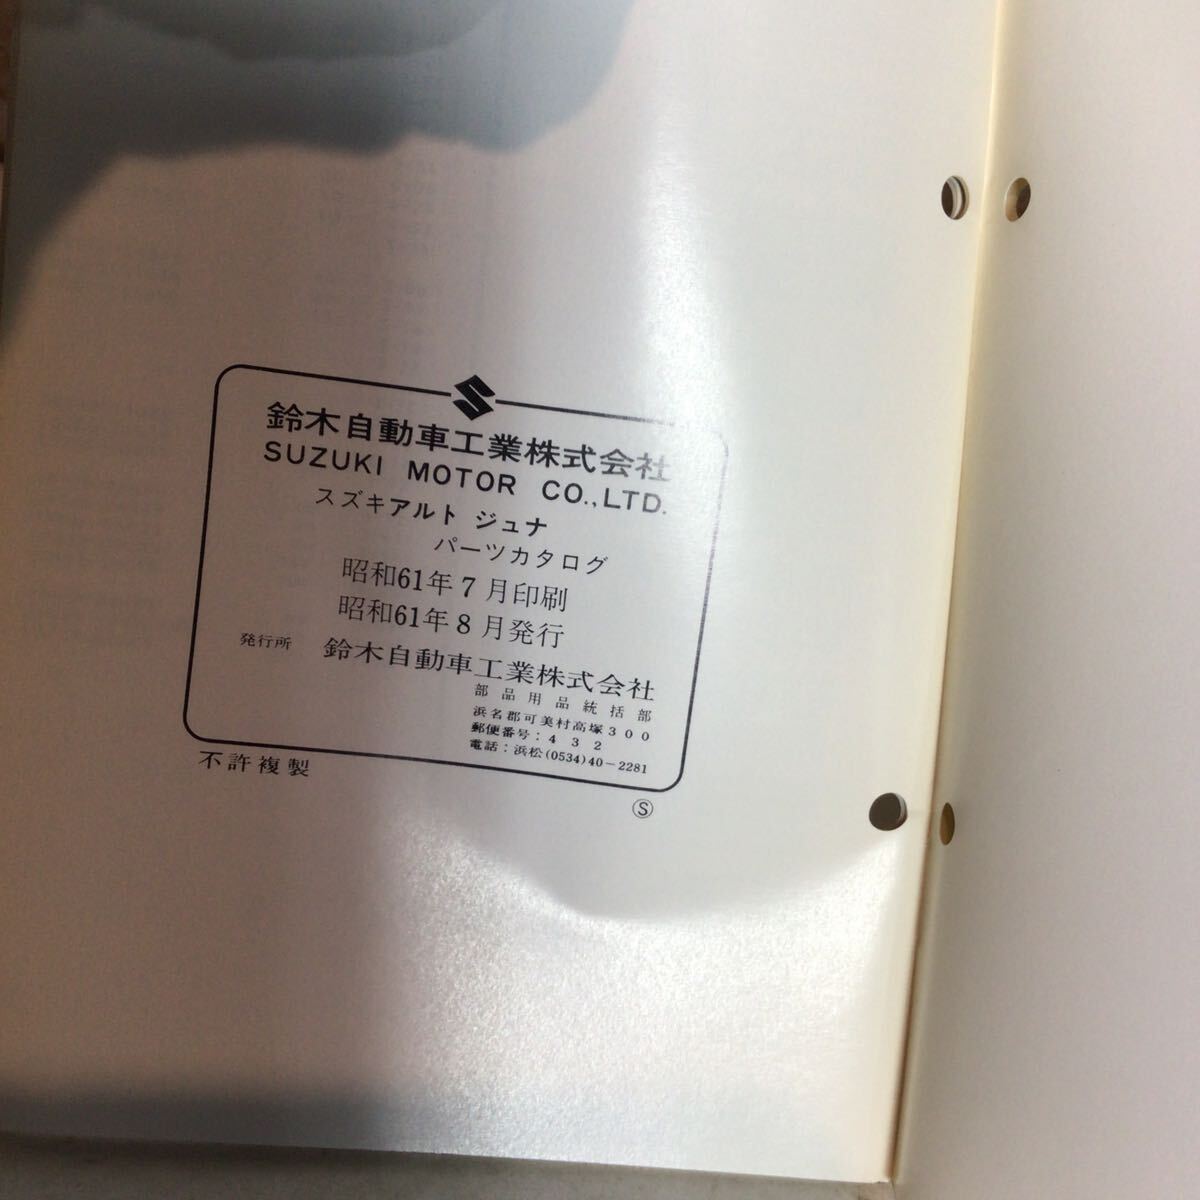 鈴木自動車工業株式会社
SUZUKI MOTOR CO.,LTD.
スズキアルト ジュナ
パーツカタログ
昭和61年7月印刷
昭和61年8月発行
発行所 鈴木自動車工業株式会社
部品用品統括部
浜名郡可美村高塚300
郵便番号:432
電話:浜松(0534)40-2281
不許複製
Ⓢ